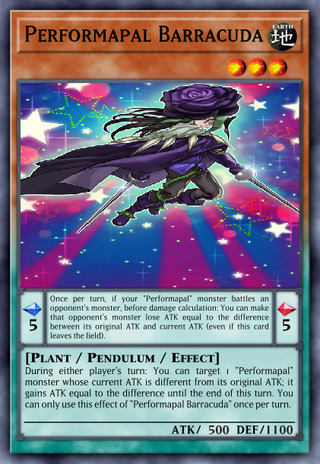 Performapal Barracuda
EARTH
地
Once per turn, if your "Performapal" monster battles an
opponent's monster, before damage calculation: You can make
that opponent's monster lose ATK equal to the difference
between its original ATK and current ATK (even if this card
leaves the field).
5
5
[Plant / Pendulum / Effect]
During either player's turn: You can target 1 "Performapal"
monster whose current ATK is different from its original ATK; it
gains ATK equal to the difference until the end of this turn. You
can only use this effect of "Performapal Barracuda" once per turn.
ATK/ 500 DEF/1100